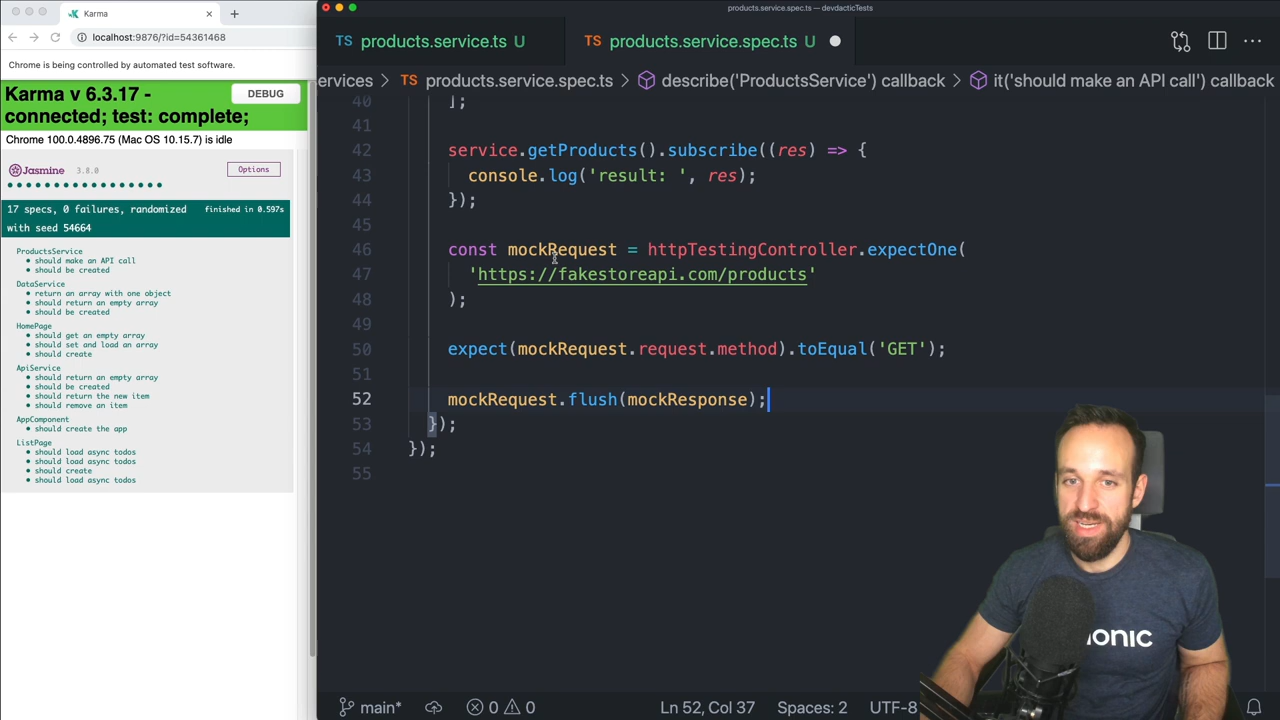 Karma
localhost:9876/?id=54361468
Chrome is being controlled by automated test software.
Karma v 6.3.17 - connected; test: complete;
DEBUG
Chrome 100.0.4896.75 (Mac OS 10.15.7) is idle
Jasmine 3.8.0
Options
17 specs, 0 failures, randomized with seed 54664
finished in 0.597s
ProductsService
should make an API call
should be created
DataService
return an array with one object
should return an empty array
should be created
HomePage
should get an empty array
should set and load an array
should create
ApiService
should return an empty array
should be created
should return the new item
should remove an item
AppComponent
should create the app
ListPage
should load async todos
should load async todos
should create
should load async todos
products.service.spec.ts — devdacticTests
TS products.service.ts U
TS products.service.spec.ts U
ervices > TS products.service.spec.ts > describe('ProductsService') callback > it('should make an API call') callback
40 ];
41
42 service.getProducts().subscribe((res) => {
43 console.log('result: ', res);
44 });
45
46 const mockRequest = httpTestingController.expectOne(
47 'https://fakestoreapi.com/products'
48 );
49
50 expect(mockRequest.request.method).toEqual('GET');
51
52 mockRequest.flush(mockResponse);
53 });
54 });
55
main* 0 0 Ln 52, Col 37 Spaces: 2 UTF-8
onic